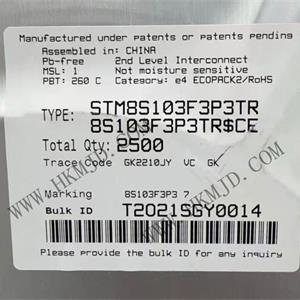 Manufactured under patents or patents pending
Assembled in: CHINA
Pb-free 2nd Level Interconnect
MSL: 1 Not moisture sensitive
PBT: 260 C Category: e4 ECOPACK2/RoHS
TYPE: STM8S103F3P3TR
8S103F3P3TR$CE
Total Qty: 2500
Trace Code GK2210JY VC GK
Marking 8S103F3P3 7
Bulk ID T2021SGY0014
Please provide the bulk ID for any inquiry
WWW.HKMJD.COM